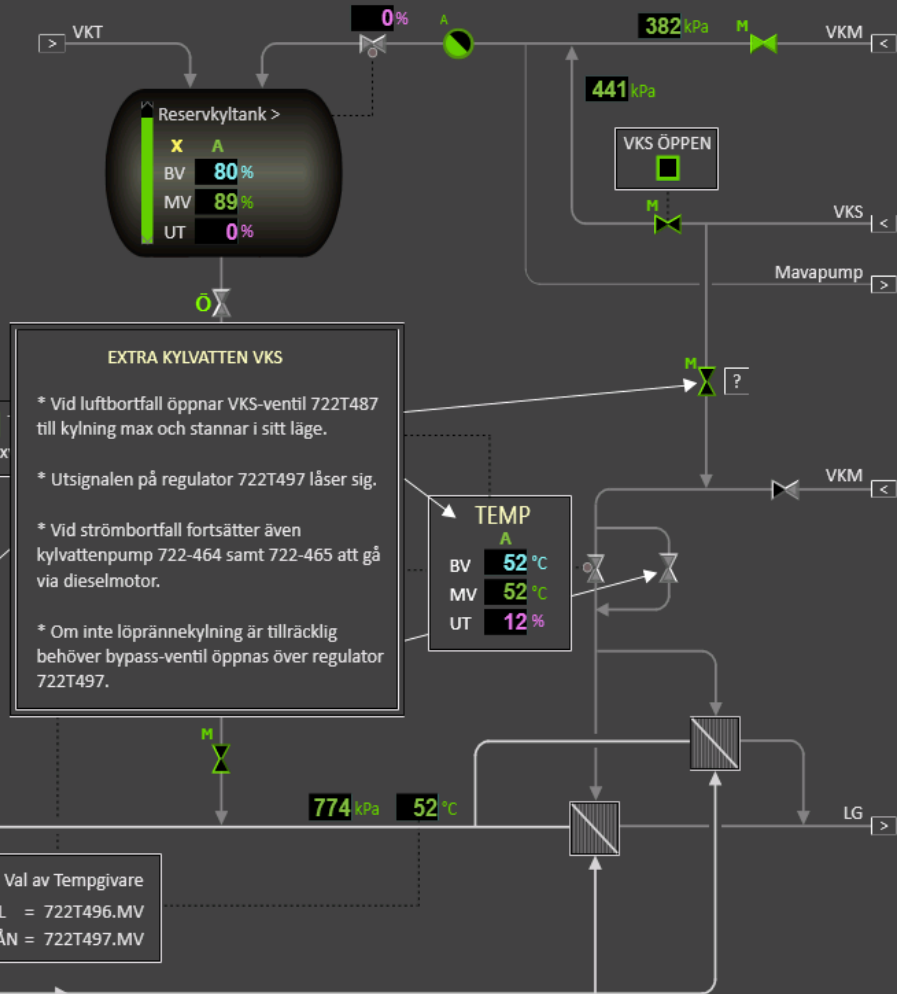 0 %
A
382 kPa
M
VKM
<
>
VKT
441 kPa
Reservkyltank >
X A
BV 80 %
MV 89 %
UT 0 %
VKS ÖPPEN
M
VKS
<
Mavapump
>
Ö
EXTRA KYLVATTEN VKS
* Vid luftbortfall öppnar VKS-ventil 722T487
till kylning max och stannar i sitt läge.
* Utsignalen på regulator 722T497 låser sig.
* Vid strömbortfall fortsätter även
kylvattenpump 722-464 samt 722-465 att gå
via dieselmotor.
* Om inte löprännekylning är tillräcklig
behöver bypass-ventil öppnas över regulator
722T497.
M
?
VKM
<
TEMP
A
BV 52 °C
MV 52 °C
UT 12 %
M
774 kPa 52 °C
LG
>
Val av Tempgivare
L = 722T496.MV
ÅN = 722T497.MV